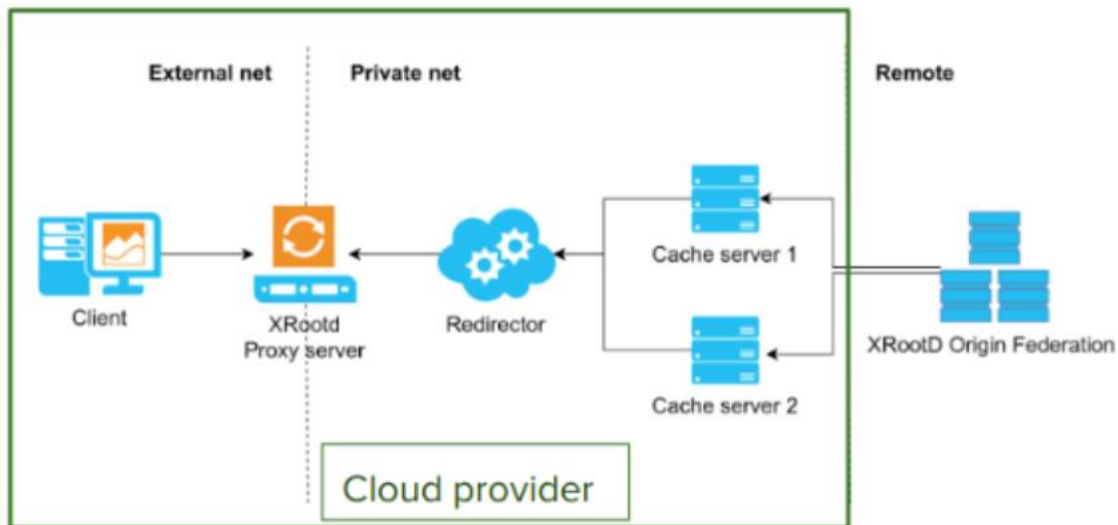 External net
Private net
Remote
Client
XRootd
Proxy server
Redirector
Cache server 1
Cache server 2
XRootD Origin Federation
Cloud provider